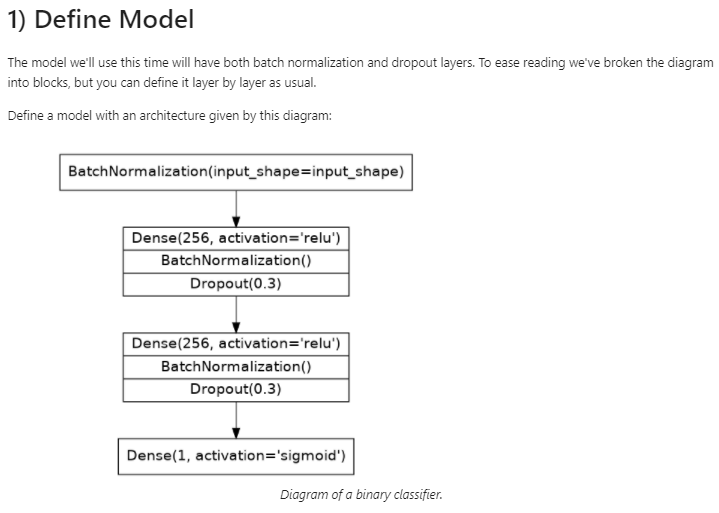 1) Define Model
The model we'll use this time will have both batch normalization and dropout layers. To ease reading we've broken the diagram
into blocks, but you can define it layer by layer as usual.
Define a model with an architecture given by this diagram:
BatchNormalization(input_shape=input_shape)
Dense(256, activation='relu')
BatchNormalization()
Dropout(0.3)
Dense(256, activation='relu')
BatchNormalization()
Dropout(0.3)
Dense(1, activation='sigmoid')
Diagram of a binary classifier.